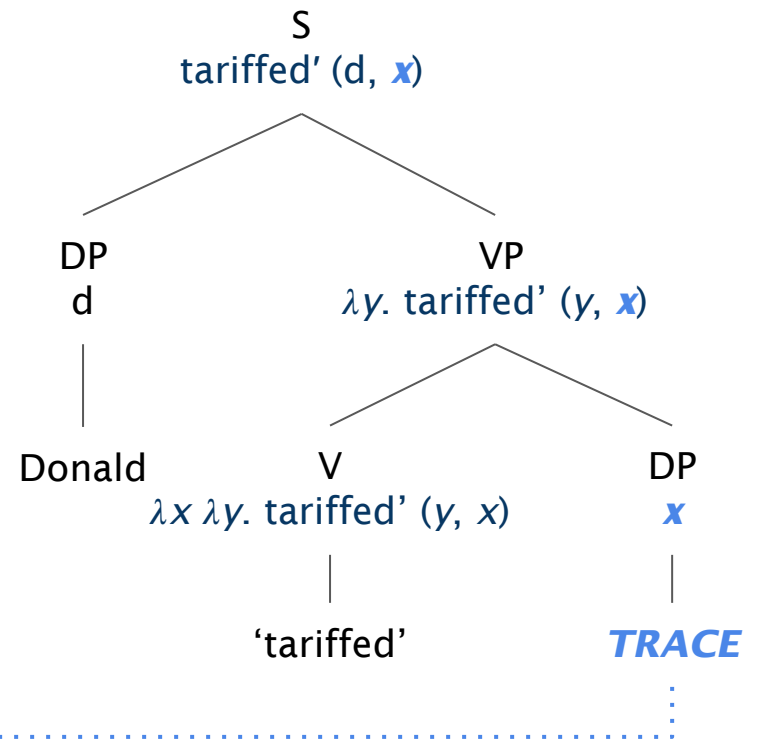 S
tariffed′ (d, x)
DP
d
VP
λy. tariffed’ (y, x)
Donald
V
λx λy. tariffed’ (y, x)
DP
x
‘tariffed’
TRACE